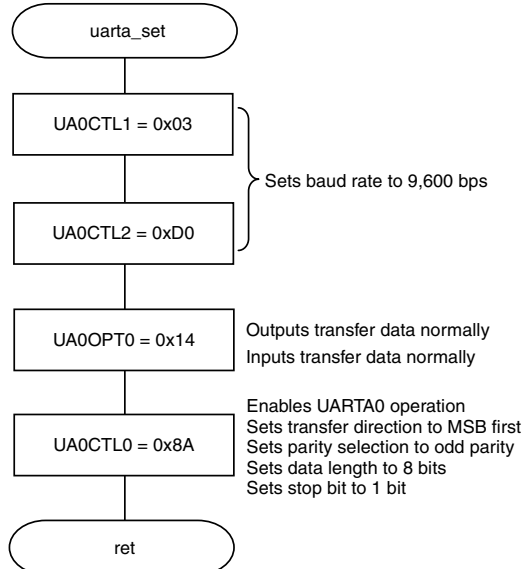 uarta_set
UA0CTL1 = 0x03
Sets baud rate to 9,600 bps
UA0CTL2 = 0xD0
UA0OPT0 = 0x14
Outputs transfer data normally
Inputs transfer data normally
UA0CTL0 = 0x8A
Enables UARTA0 operation
Sets transfer direction to MSB first
Sets parity selection to odd parity
Sets data length to 8 bits
Sets stop bit to 1 bit
ret